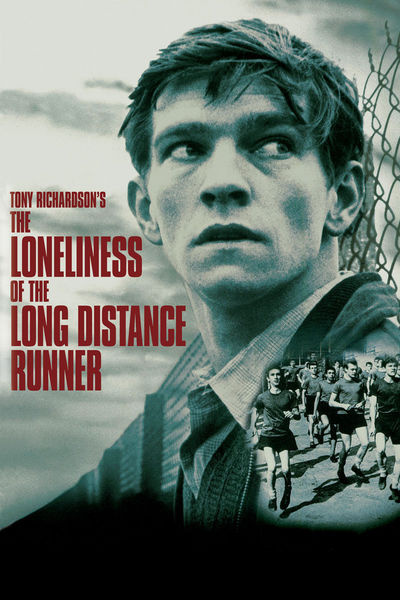 TONY RICHARDSON'S
THE
LONELINESS
OF THE
LONG DISTANCE
RUNNER